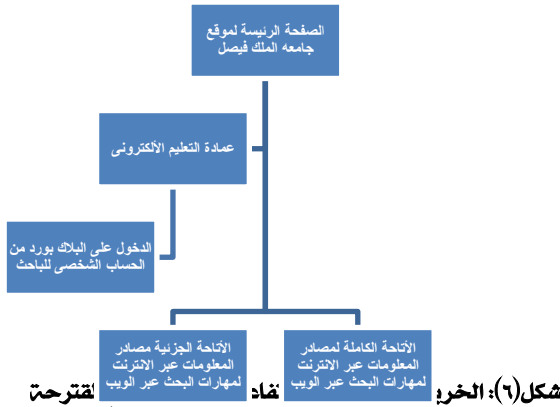 الصفحة الرئيسة لموقع
جامعه الملك فيصل
عمادة التعليم الألكترونى
الدخول على البلاك بورد من
الحساب الشخصى للباحث
الأتاحة الكاملة لمصادر
المعلومات عبر الانترنت
لمهارات البحث عبر الويب
الأتاحة الجزئية مصادر
المعلومات عبر الانترنت
لمهارات البحث عبر الويب
شكل(٦):